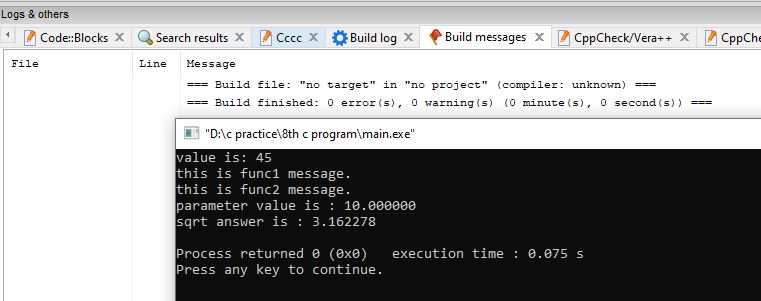 Logs & others
Code::Blocks Search results Cccc Build log Build messages CppCheck/Vera++ CppChe
File Line Message
=== Build file: "no target" in "no project" (compiler: unknown) ===
=== Build finished: 0 error(s), 0 warning(s) (0 minute(s), 0 second(s)) ===
"D:\c practice\8th c program\main.exe"
value is: 45
this is func1 message.
this is func2 message.
parameter value is : 10.000000
sqrt answer is : 3.162278
Process returned 0 (0x0)   execution time : 0.075 s
Press any key to continue.